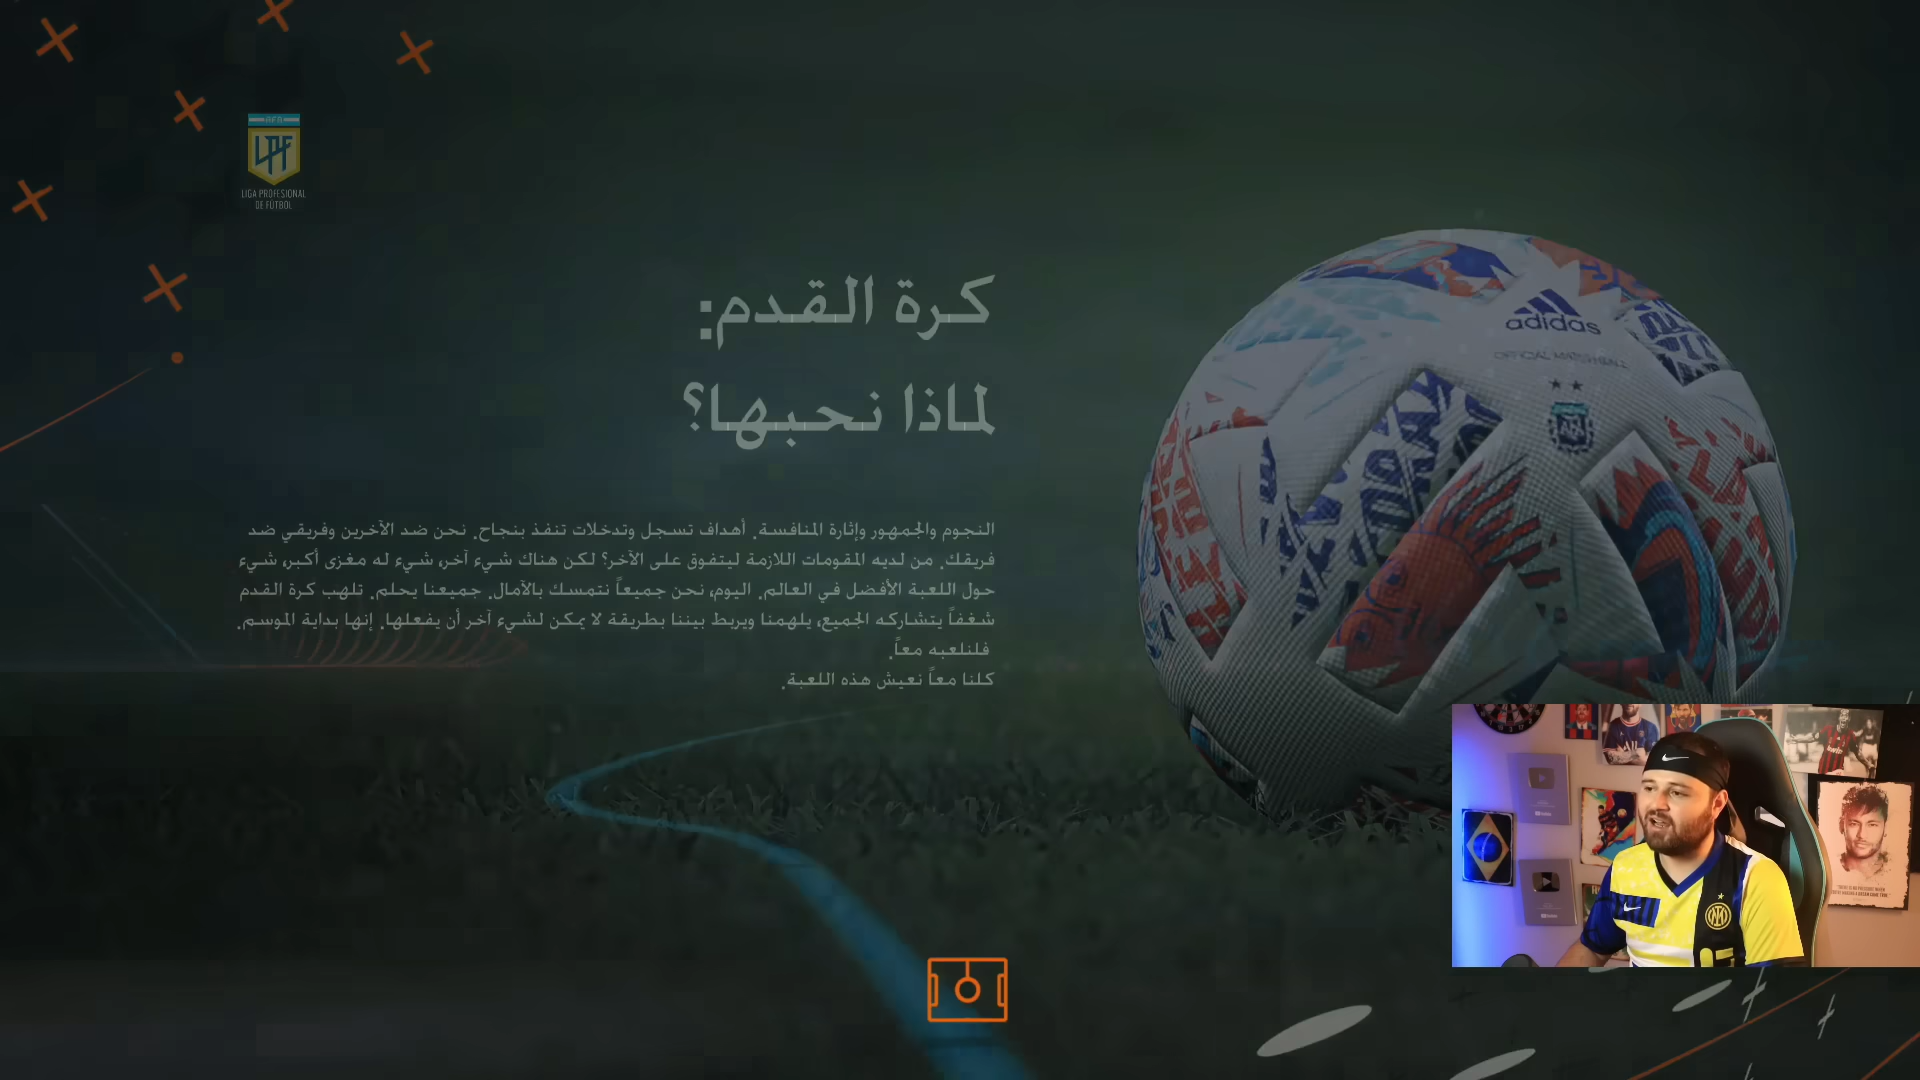 LPF
LIGA PROFESIONAL
DE FÚTBOL
كرة القدم:
لماذا نحبها؟
adidas
OFFICIAL MATCH BALL
AFA
النجوم والجمهور وإثارة المنافسة. أهداف تسجل وتدخلات تنفذ بنجاح. نحن ضد الآخرين وفريقي ضد
فريقك. من لديه المقومات اللازمة ليتفوق على الآخر؟ لكن هناك شيء آخر، شيء له مغزى أكبر، شيء
حول اللعبة الأفضل في العالم. اليوم، نحن جميعاً نتمسك بالآمال. جميعنا يحلم. تلهب كرة القدم
شغفاً يتشاركه الجميع، يلهمنا ويربط بيننا بطريقة لا يمكن لشيء آخر أن يفعلها. إنها بداية الموسم.
فلنلعبه معاً.
كلنا معاً نعيش هذه اللعبة.